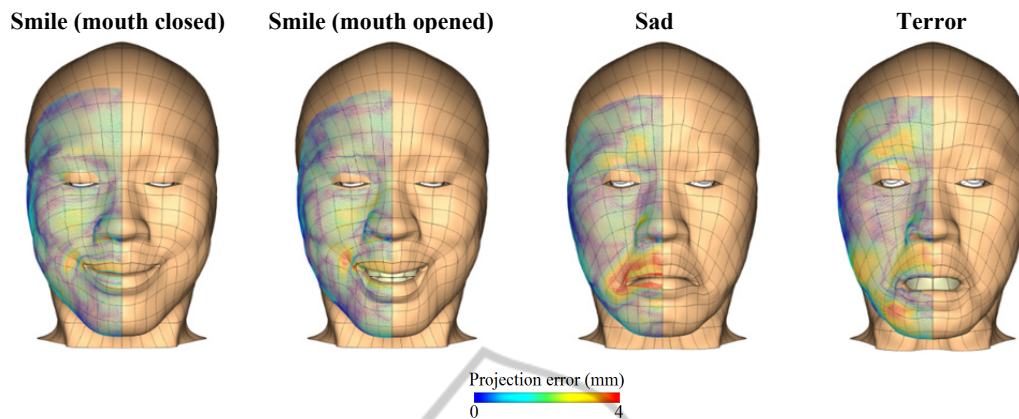 Smile (mouth closed) Smile (mouth opened) Sad Terror
Projection error (mm)
0 4